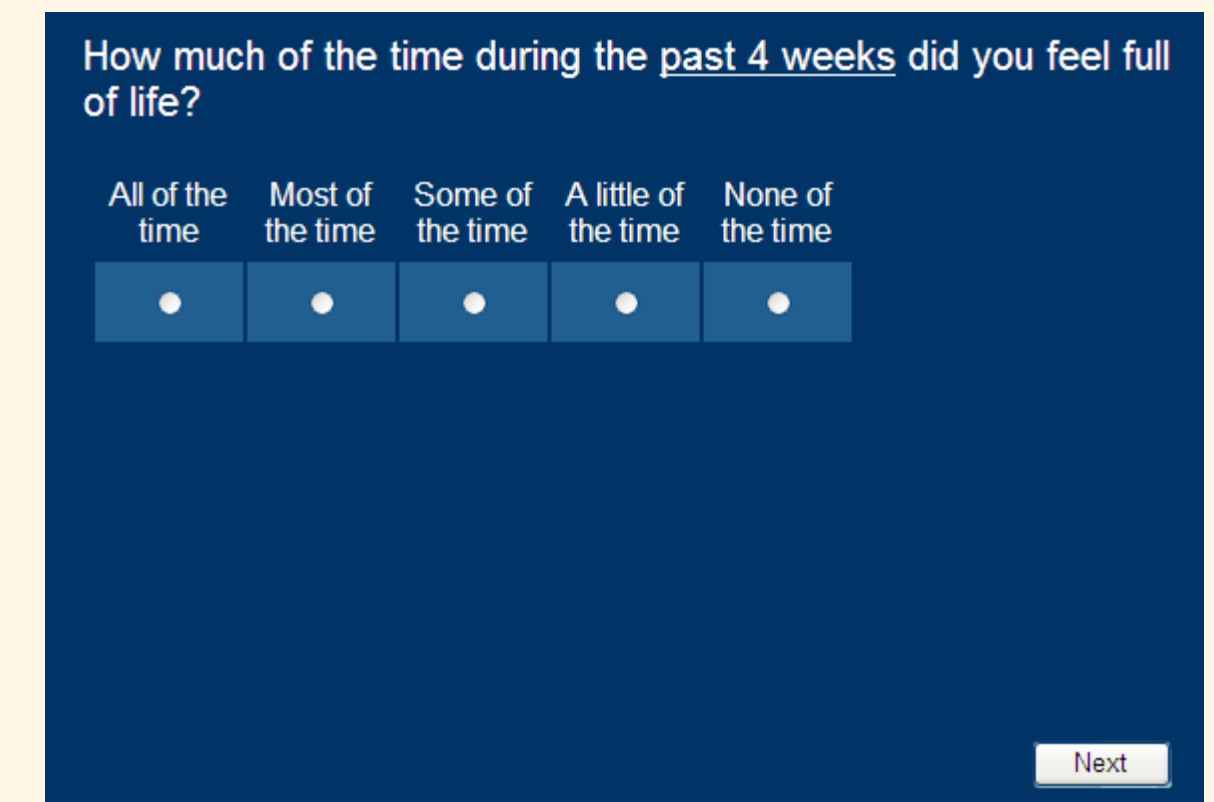 How much of the time during the past 4 weeks did you feel full
of life?
All of the time
Most of the time
Some of the time
A little of the time
None of the time
Next